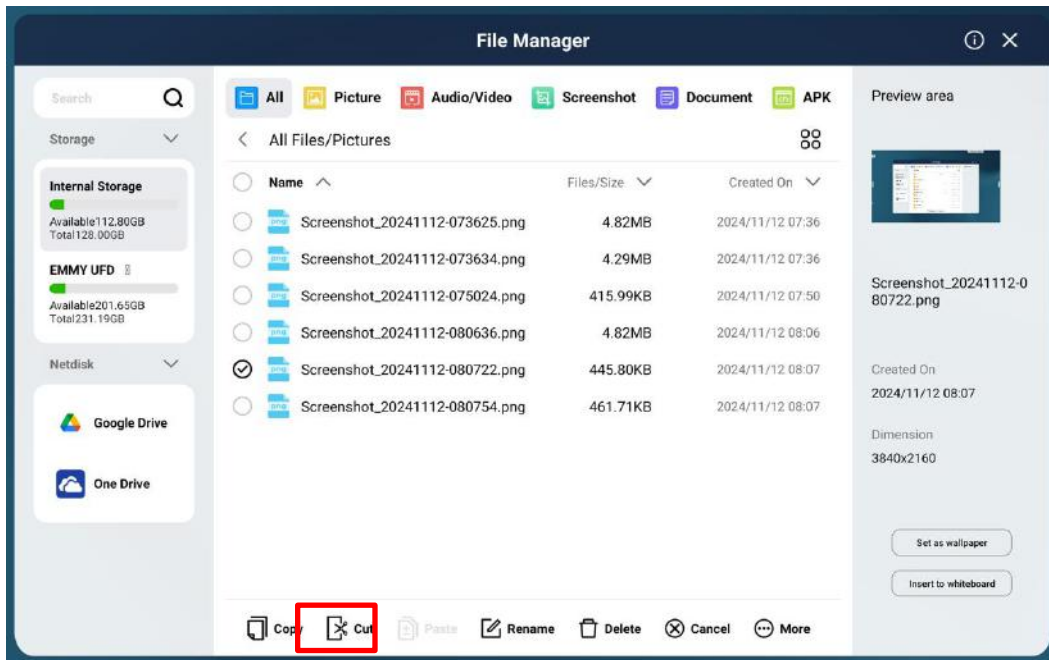 File Manager
Search
Storage
Internal Storage
Available112.80GB
Total128.00GB
EMMY UFD
Available201.65GB
Total231.19GB
Netdisk
Google Drive
One Drive
All Picture Audio/Video Screenshot Document APK
All Files/Pictures
Name Files/Size Created On
Screenshot_20241112-073625.png 4.82MB 2024/11/12 07:36
Screenshot_20241112-073634.png 4.29MB 2024/11/12 07:36
Screenshot_20241112-075024.png 415.99KB 2024/11/12 07:50
Screenshot_20241112-080636.png 4.82MB 2024/11/12 08:06
Screenshot_20241112-080722.png 445.80KB 2024/11/12 08:07
Screenshot_20241112-080754.png 461.71KB 2024/11/12 08:07
Copy Cut Paste Rename Delete Cancel More
Preview area
Screenshot_20241112-0
80722.png
Created On
2024/11/12 08:07
Dimension
3840x2160
Set as wallpaper
Insert to whiteboard